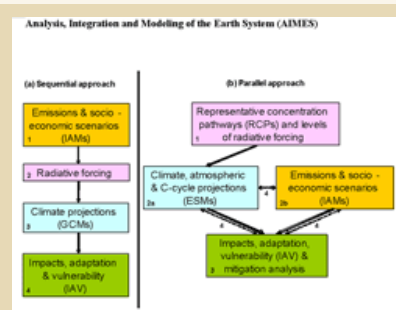 Analysis, Integration and Modeling of the Earth System (AIMES)
(a) Sequential approach
Emissions & socio -
economic scenarios
(IAMs)
1
2 Radiative forcing
Climate projections
(GCMs)
3
Impacts, adaptation
& vulnerability
(IAV)
4
(b) Parallel approach
Representative concentration
pathways (RCPs) and levels
of radiative forcing
1
Climate, atmospheric
& C-cycle projections
(ESMs)
2a
4
Emissions & socio -
economic scenarios
(IAMs)
2b
4
4
Impacts, adaptation,
vulnerability (IAV) &
mitigation analysis
3